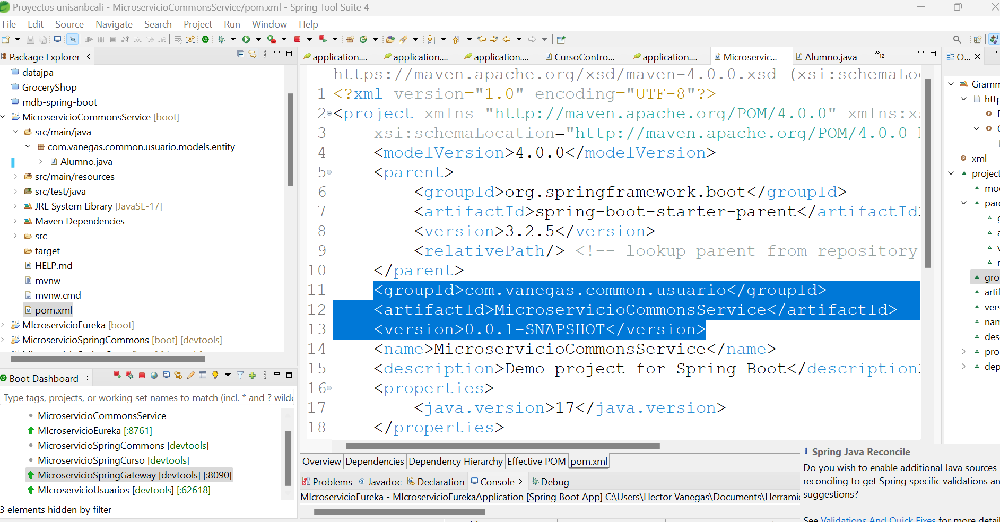 Proyectos unisanbcali - MicroservicioCommonsService/pom.xml - Spring Tool Suite 4
File Edit Source Navigate Search Project Run Window Help
Package Explorer
datajpa
GroceryShop
mdb-spring-boot
MicroservicioCommonsService [boot]
src/main/java
com.vanegas.common.usuario.models.entity
Alumno.java
src/main/resources
src/test/java
JRE System Library [JavaSE-17]
Maven Dependencies
src
target
HELP.md
mvnw
mvnw.cmd
pom.xml
MIcroservicioEureka [boot]
MicroservicioSpringCommons [boot] [devtools]
Boot Dashboard
Type tags, projects, or working set names to match (incl. * and ? wild
MicroservicioCommonsService
MIcroservicioEureka [:8761]
MicroservicioSpringCommons [devtools]
MicroservicioSpringCurso [devtools]
MicroservicioSpringGateway [devtools] [:8090]
MIcroservicioUsuarios [devtools] [:62618]
3 elements hidden by filter
application.... application.... application.... CursoContro... application.... Microservic... Alumno.java »12
https://maven.apache.org/xsd/maven-4.0.0.xsd (xsi:schemaLo
1 <?xml version="1.0" encoding="UTF-8"?>
2 <project xmlns="http://maven.apache.org/POM/4.0.0" xmlns:xs
3 xsi:schemaLocation="http://maven.apache.org/POM/4.0.0
4 <modelVersion>4.0.0</modelVersion>
5 <parent>
6 <groupId>org.springframework.boot</groupId>
7 <artifactId>spring-boot-starter-parent</artifactId>
8 <version>3.2.5</version>
9 <relativePath/> <!-- lookup parent from repository
10 </parent>
11 <groupId>com.vanegas.common.usuario</groupId>
12 <artifactId>MicroservicioCommonsService</artifactId>
13 <version>0.0.1-SNAPSHOT</version>
14 <name>MicroservicioCommonsService</name>
15 <description>Demo project for Spring Boot</description>
16 <properties>
17 <java.version>17</java.version>
18 </properties>
Overview Dependencies Dependency Hierarchy Effective POM pom.xml
Problems Javadoc Declaration Console Debug
MIcroservicioEureka - MIcroservicioEurekaApplication [Spring Boot App] C:\Users\Hector Vanegas\Documents\Herramie
O...
Gramm
http
xml
project
mod
pare
g
a
v
r
gro
artif
vers
nam
des
pro
dep
Spring Java Reconcile
Do you wish to enable additional Java sources
reconciling to get Spring specific validations an
suggestions?
See Validations And Quick Fixes for more detail